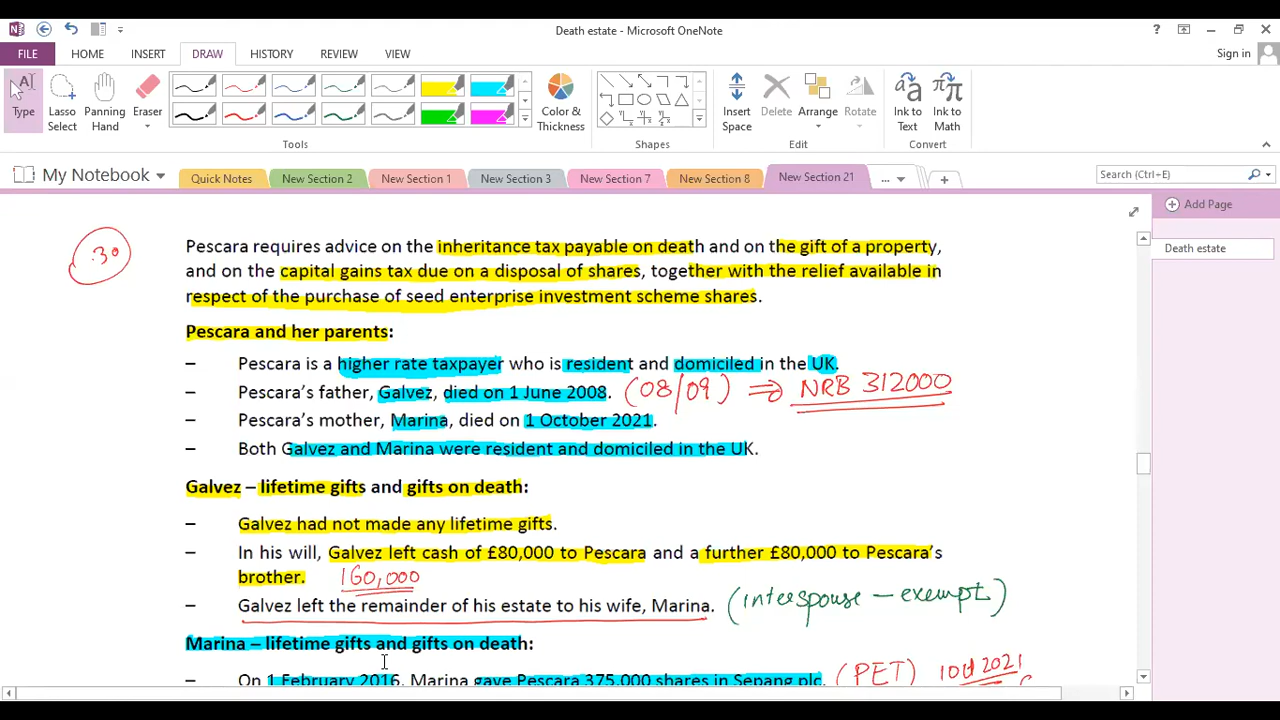 Death estate - Microsoft OneNote
Sign in
FILE HOME INSERT DRAW HISTORY REVIEW VIEW
Type
Lasso Select
Panning Hand
Eraser
Color & Thickness
Insert Space
Delete
Arrange
Rotate
Ink to Text
Ink to Math
Tools Shapes Edit Convert
My Notebook Quick Notes New Section 2 New Section 1 New Section 3 New Section 7 New Section 8 New Section 21 ... Search (Ctrl+E)
Add Page
Death estate
30
Pescara requires advice on the inheritance tax payable on death and on the gift of a property,
and on the capital gains tax due on a disposal of shares, together with the relief available in
respect of the purchase of seed enterprise investment scheme shares.
Pescara and her parents:
– Pescara is a higher rate taxpayer who is resident and domiciled in the UK.
– Pescara's father, Galvez, died on 1 June 2008. (08/09) ⇒ NRB 312000
– Pescara's mother, Marina, died on 1 October 2021.
– Both Galvez and Marina were resident and domiciled in the UK.
Galvez – lifetime gifts and gifts on death:
– Galvez had not made any lifetime gifts.
– In his will, Galvez left cash of £80,000 to Pescara and a further £80,000 to Pescara's
brother. 160,000
– Galvez left the remainder of his estate to his wife, Marina. (interspouse – exempt)
Marina – lifetime gifts and gifts on death:
– On 1 February 2016, Marina gave Pescara 375,000 shares in Sepang plc. (PET) 2021